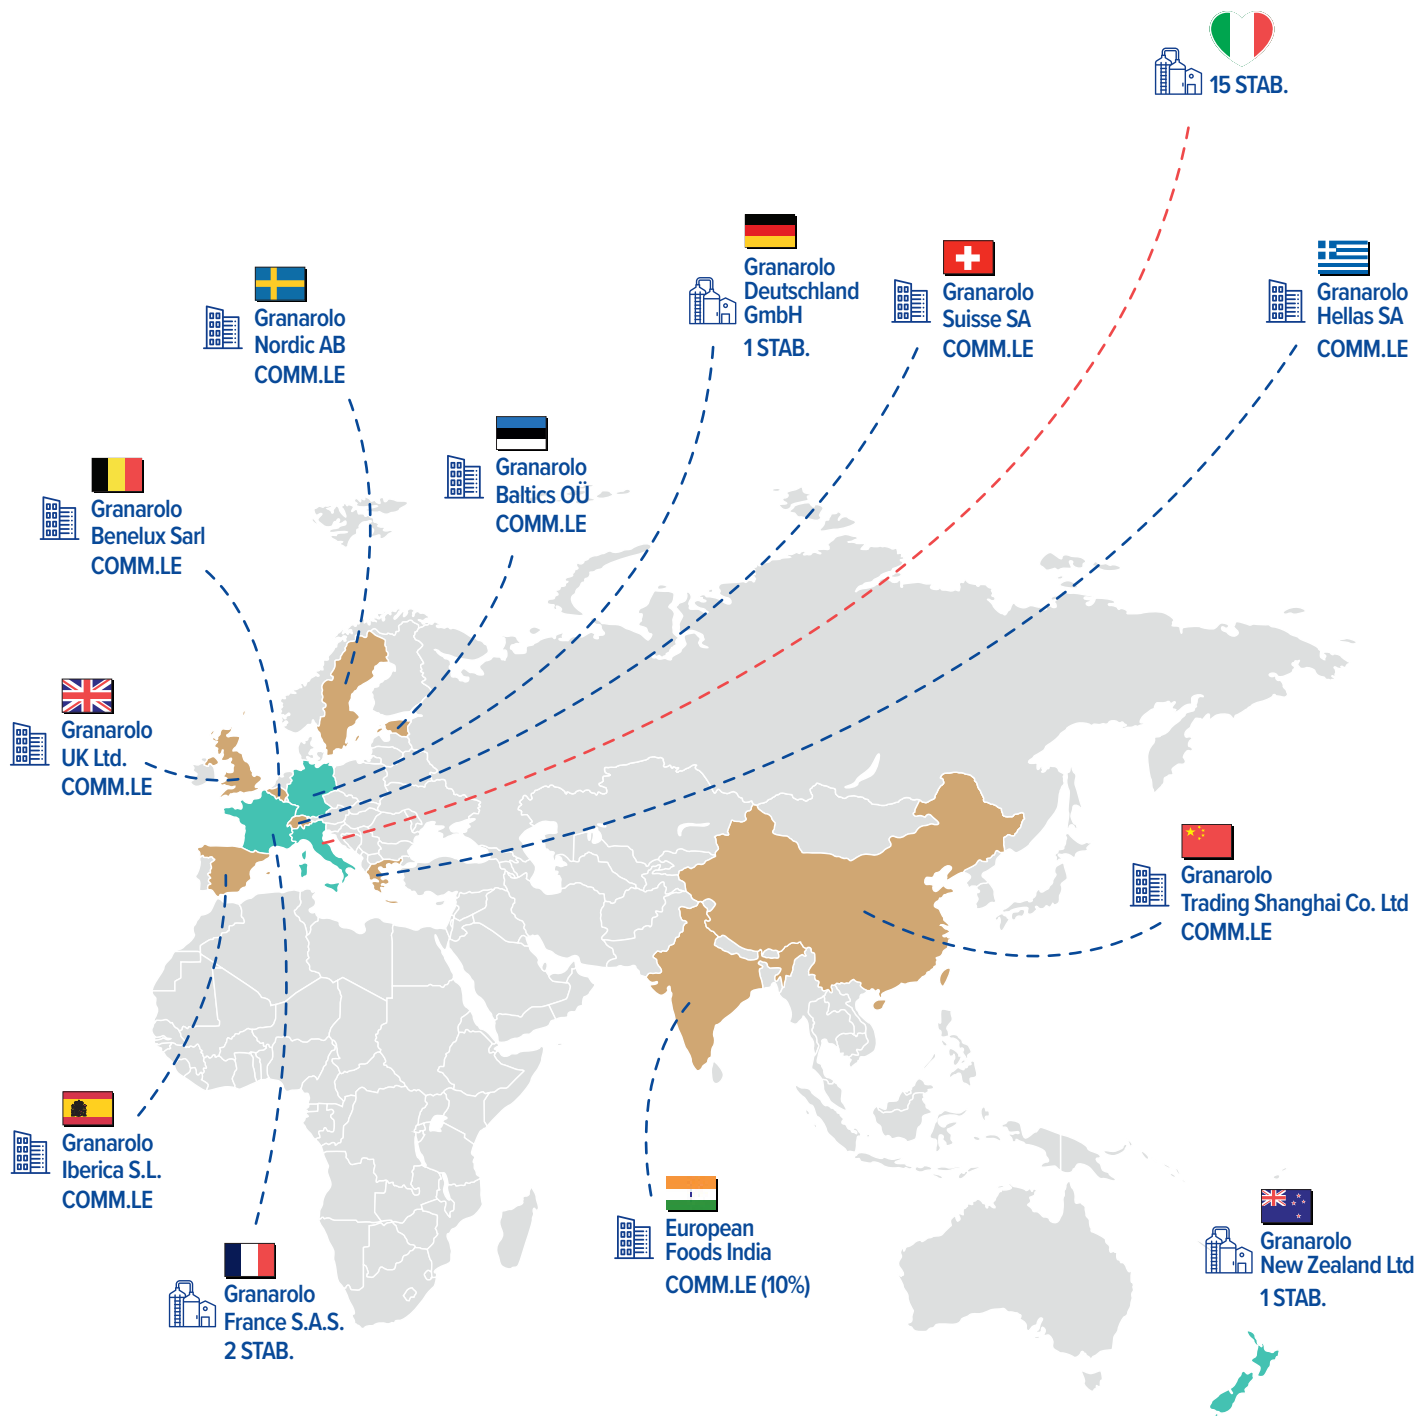 15 STAB.
Granarolo
Deutschland
GmbH
1 STAB.
Granarolo
Suisse SA
COMM.LE
Granarolo
Hellas SA
COMM.LE
Granarolo
Nordic AB
COMM.LE
Granarolo
Baltics OÜ
COMM.LE
Granarolo
Benelux Sarl
COMM.LE
Granarolo
UK Ltd.
COMM.LE
Granarolo
Trading Shanghai Co. Ltd
COMM.LE
Granarolo
Iberica S.L.
COMM.LE
European
Foods India
COMM.LE (10%)
Granarolo
New Zealand Ltd
1 STAB.
Granarolo
France S.A.S.
2 STAB.